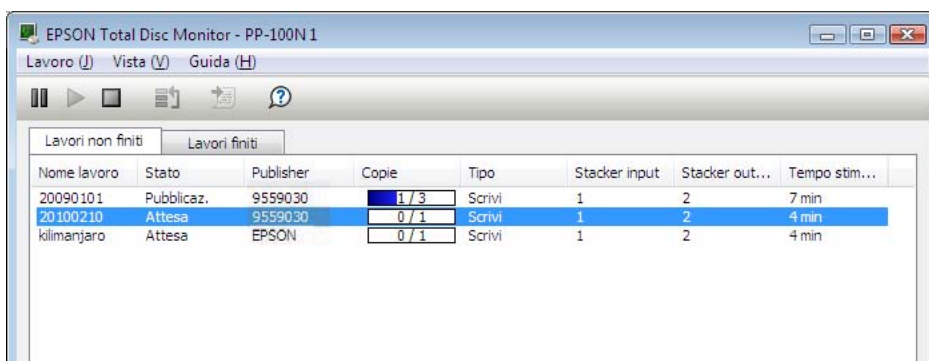 EPSON Total Disc Monitor - PP-100N 1
Lavoro (J) Vista (V) Guida (H)
Lavori non finiti Lavori finiti
Nome lavoro Stato Publisher Copie Tipo Stacker input Stacker out... Tempo stim...
20090101 Pubblicaz. 9559030 1 / 3 Scrivi 1 2 7 min
20100210 Attesa 9559030 0 / 1 Scrivi 1 2 4 min
kilimanjaro Attesa EPSON 0 / 1 Scrivi 1 2 4 min